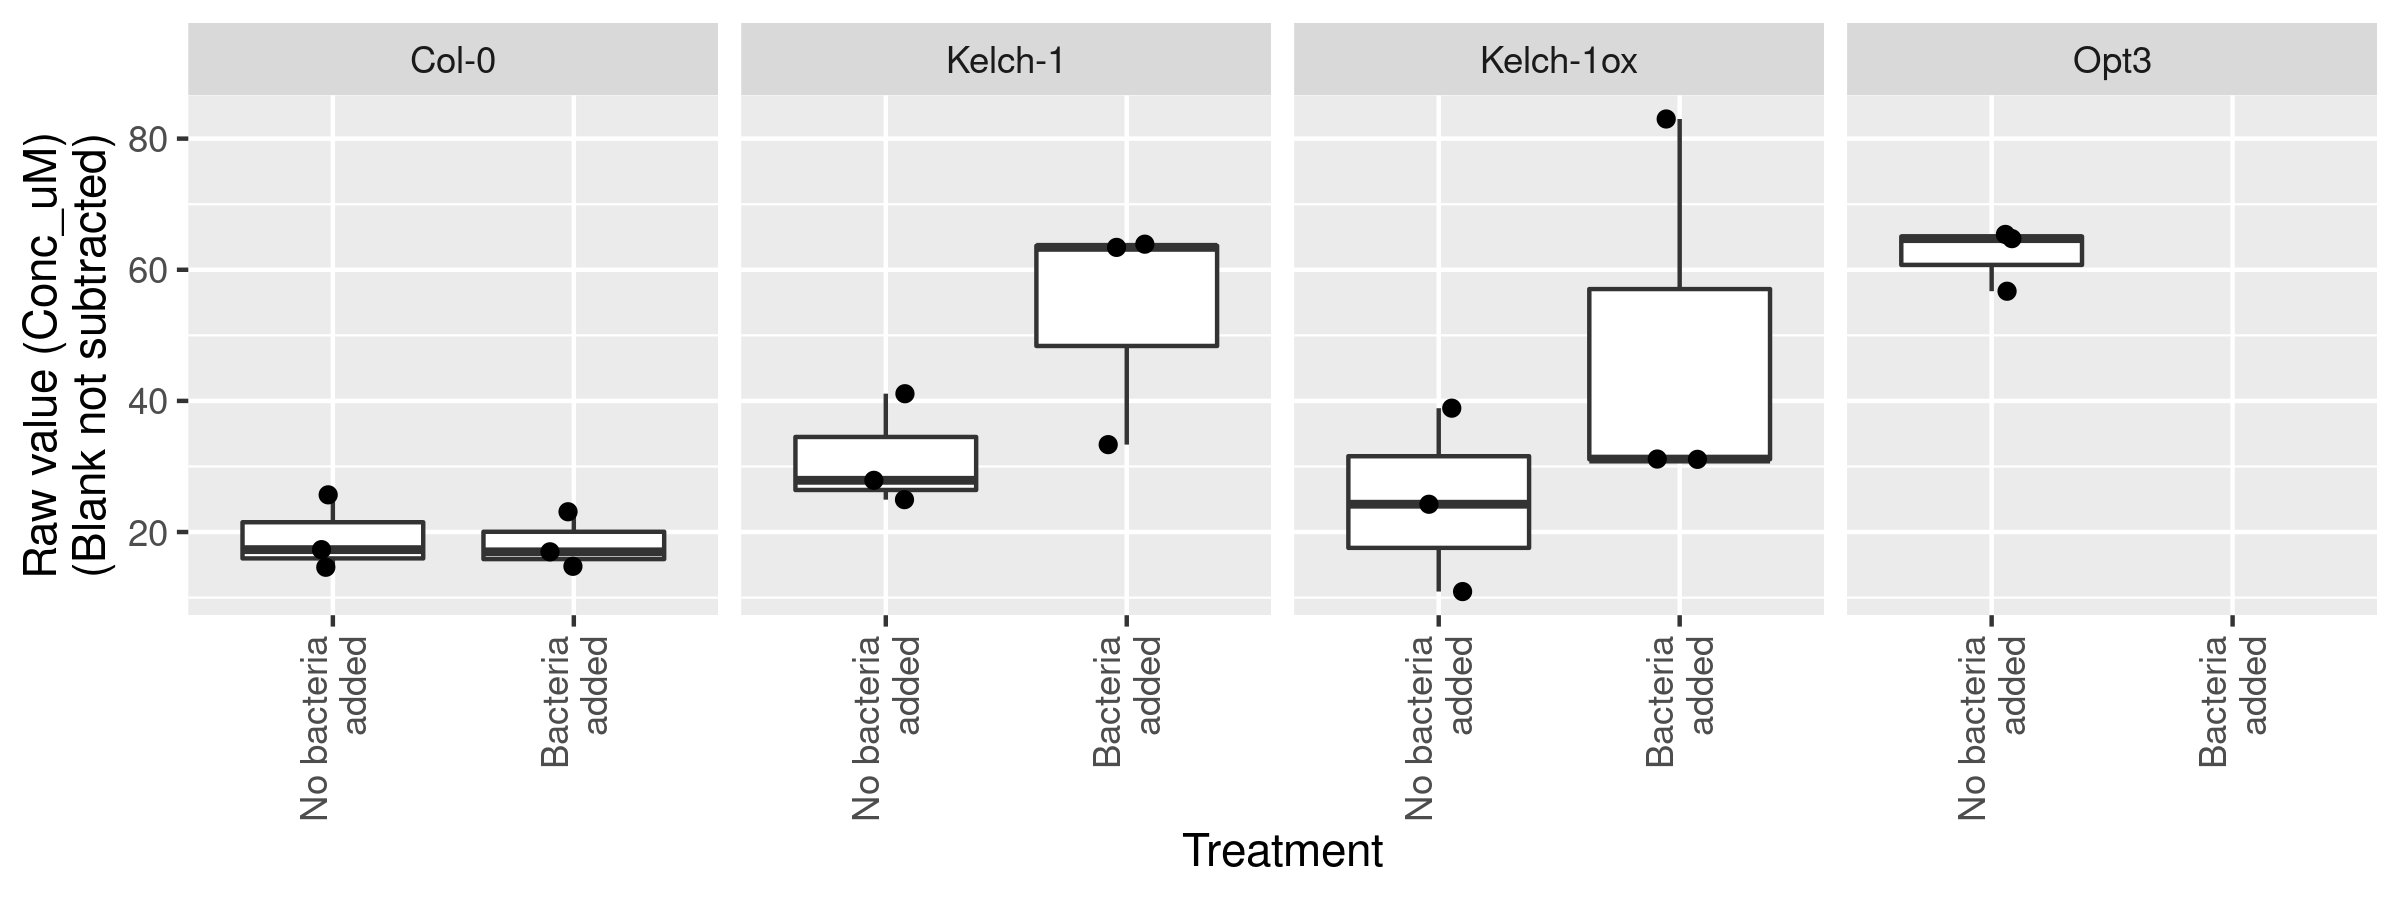 Col-0
Kelch-1
Kelch-1ox
Opt3
Raw value (Conc_uM)
(Blank not subtracted)
80
60
40
20
No bacteria
added
Bacteria
added
No bacteria
added
Bacteria
added
No bacteria
added
Bacteria
added
No bacteria
added
Bacteria
added
Treatment